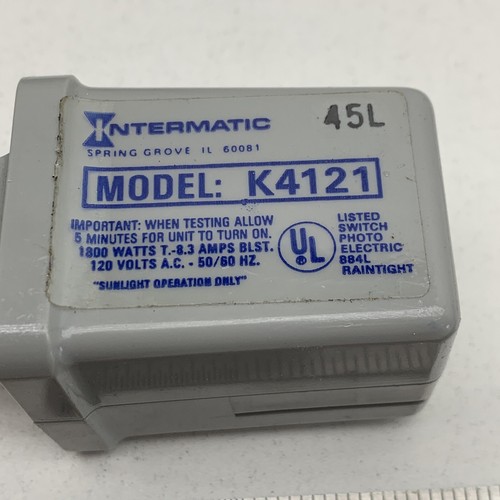 INTERMATIC
45L
SPRING GROVE IL 60081
MODEL: K4121
IMPORTANT: WHEN TESTING ALLOW
5 MINUTES FOR UNIT TO TURN ON.
1800 WATTS T.-8.3 AMPS BLST.
120 VOLTS A.C. - 50/60 HZ.
"SUNLIGHT OPERATION ONLY"
UL
LISTED
SWITCH
PHOTO
ELECTRIC
884L
RAINTIGHT